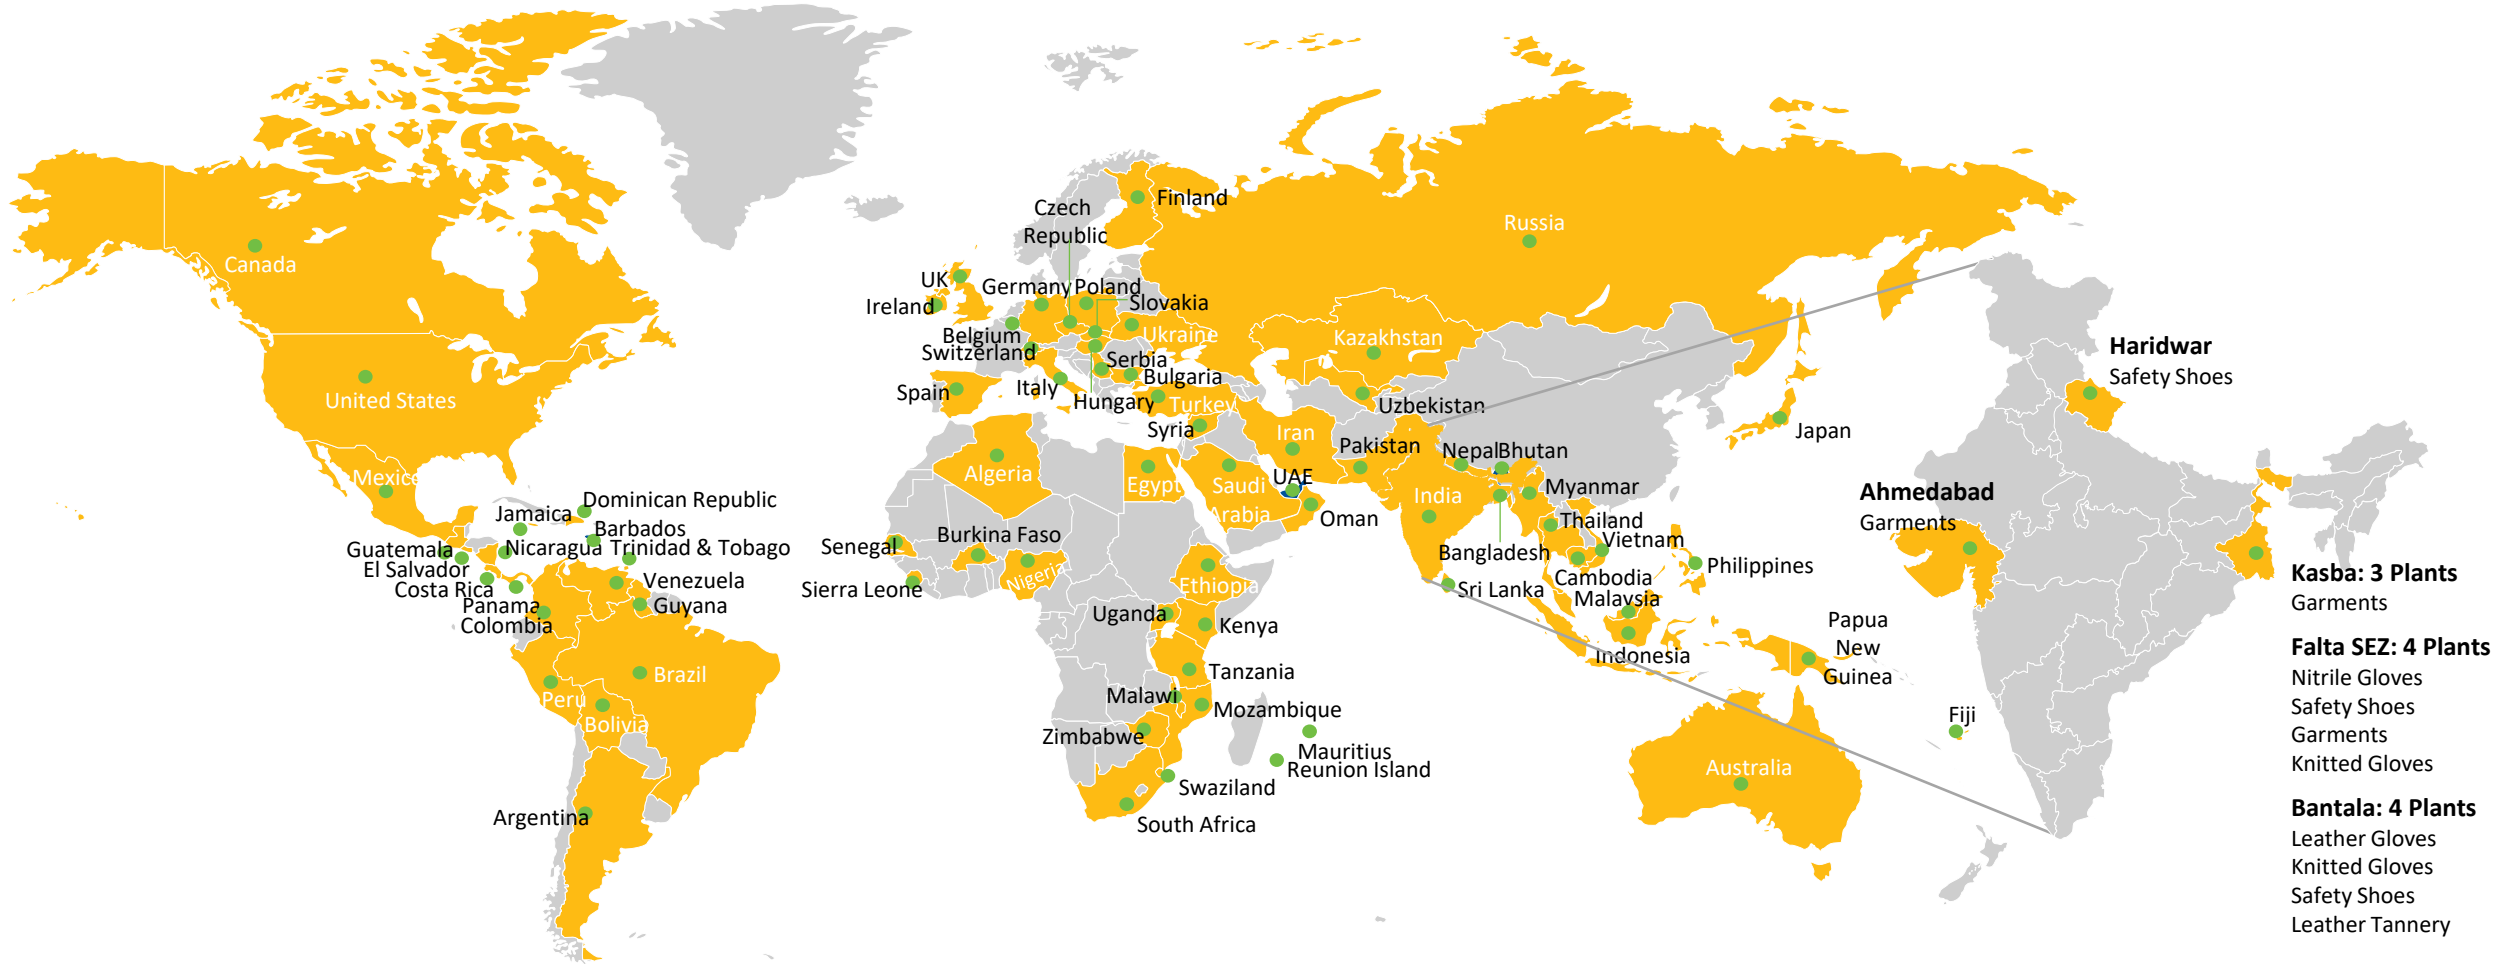 Canada
United States
Mexico
Dominican Republic
Jamaica
Barbados
Guatemala
Nicaragua
Trinidad & Tobago
El Salvador
Costa Rica
Venezuela
Panama
Guyana
Colombia
Brazil
Peru
Bolivia
Argentina
Finland
Czech
Republic
Russia
UK
Germany
Poland
Ireland
Slovakia
Belgium
Ukraine
Switzerland
Serbia
Kazakhstan
Bulgaria
Spain
Italy
Hungary
Turkey
Uzbekistan
Syria
Iran
Pakistan
Nepal
Bhutan
Japan
Algeria
Egypt
Saudi
Arabia
UAE
India
Myanmar
Oman
Thailand
Vietnam
Senegal
Burkina Faso
Nigeria
Bangladesh
Philippines
Sierra Leone
Ethiopia
Sri Lanka
Cambodia
Malaysia
Uganda
Kenya
Indonesia
Papua
New
Guinea
Tanzania
Malawi
Mozambique
Zimbabwe
Mauritius
Reunion Island
Swaziland
South Africa
Fiji
Australia
Haridwar
Safety Shoes
Ahmedabad
Garments
Kasba: 3 Plants
Garments
Falta SEZ: 4 Plants
Nitrile Gloves
Safety Shoes
Garments
Knitted Gloves
Bantala: 4 Plants
Leather Gloves
Knitted Gloves
Safety Shoes
Leather Tannery